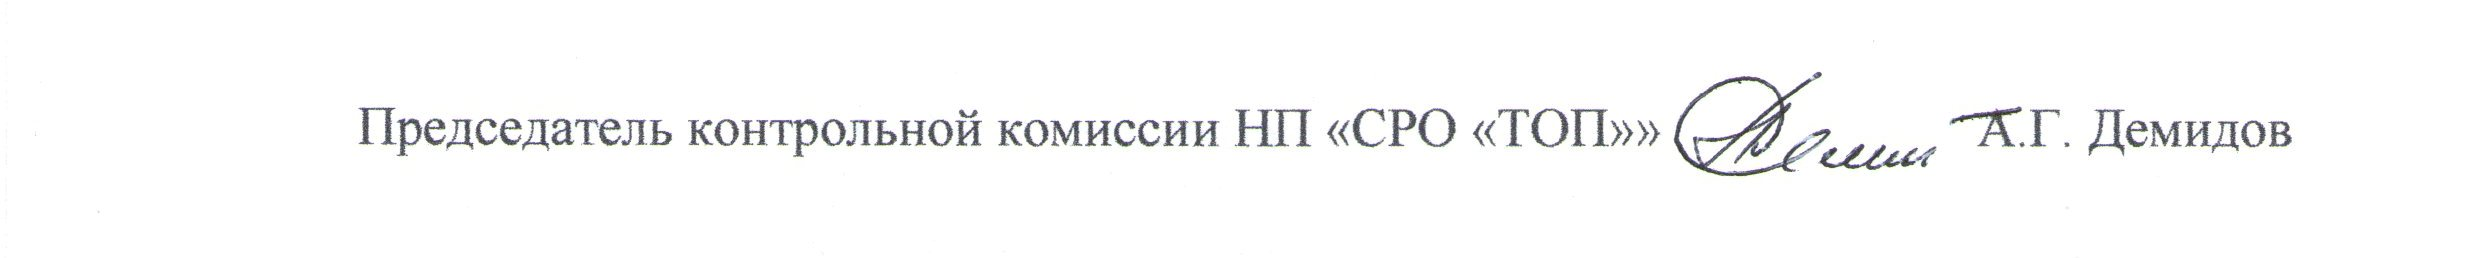 Председатель контрольной комиссии НП «СРО «ТОП»» А.Г. Демидов